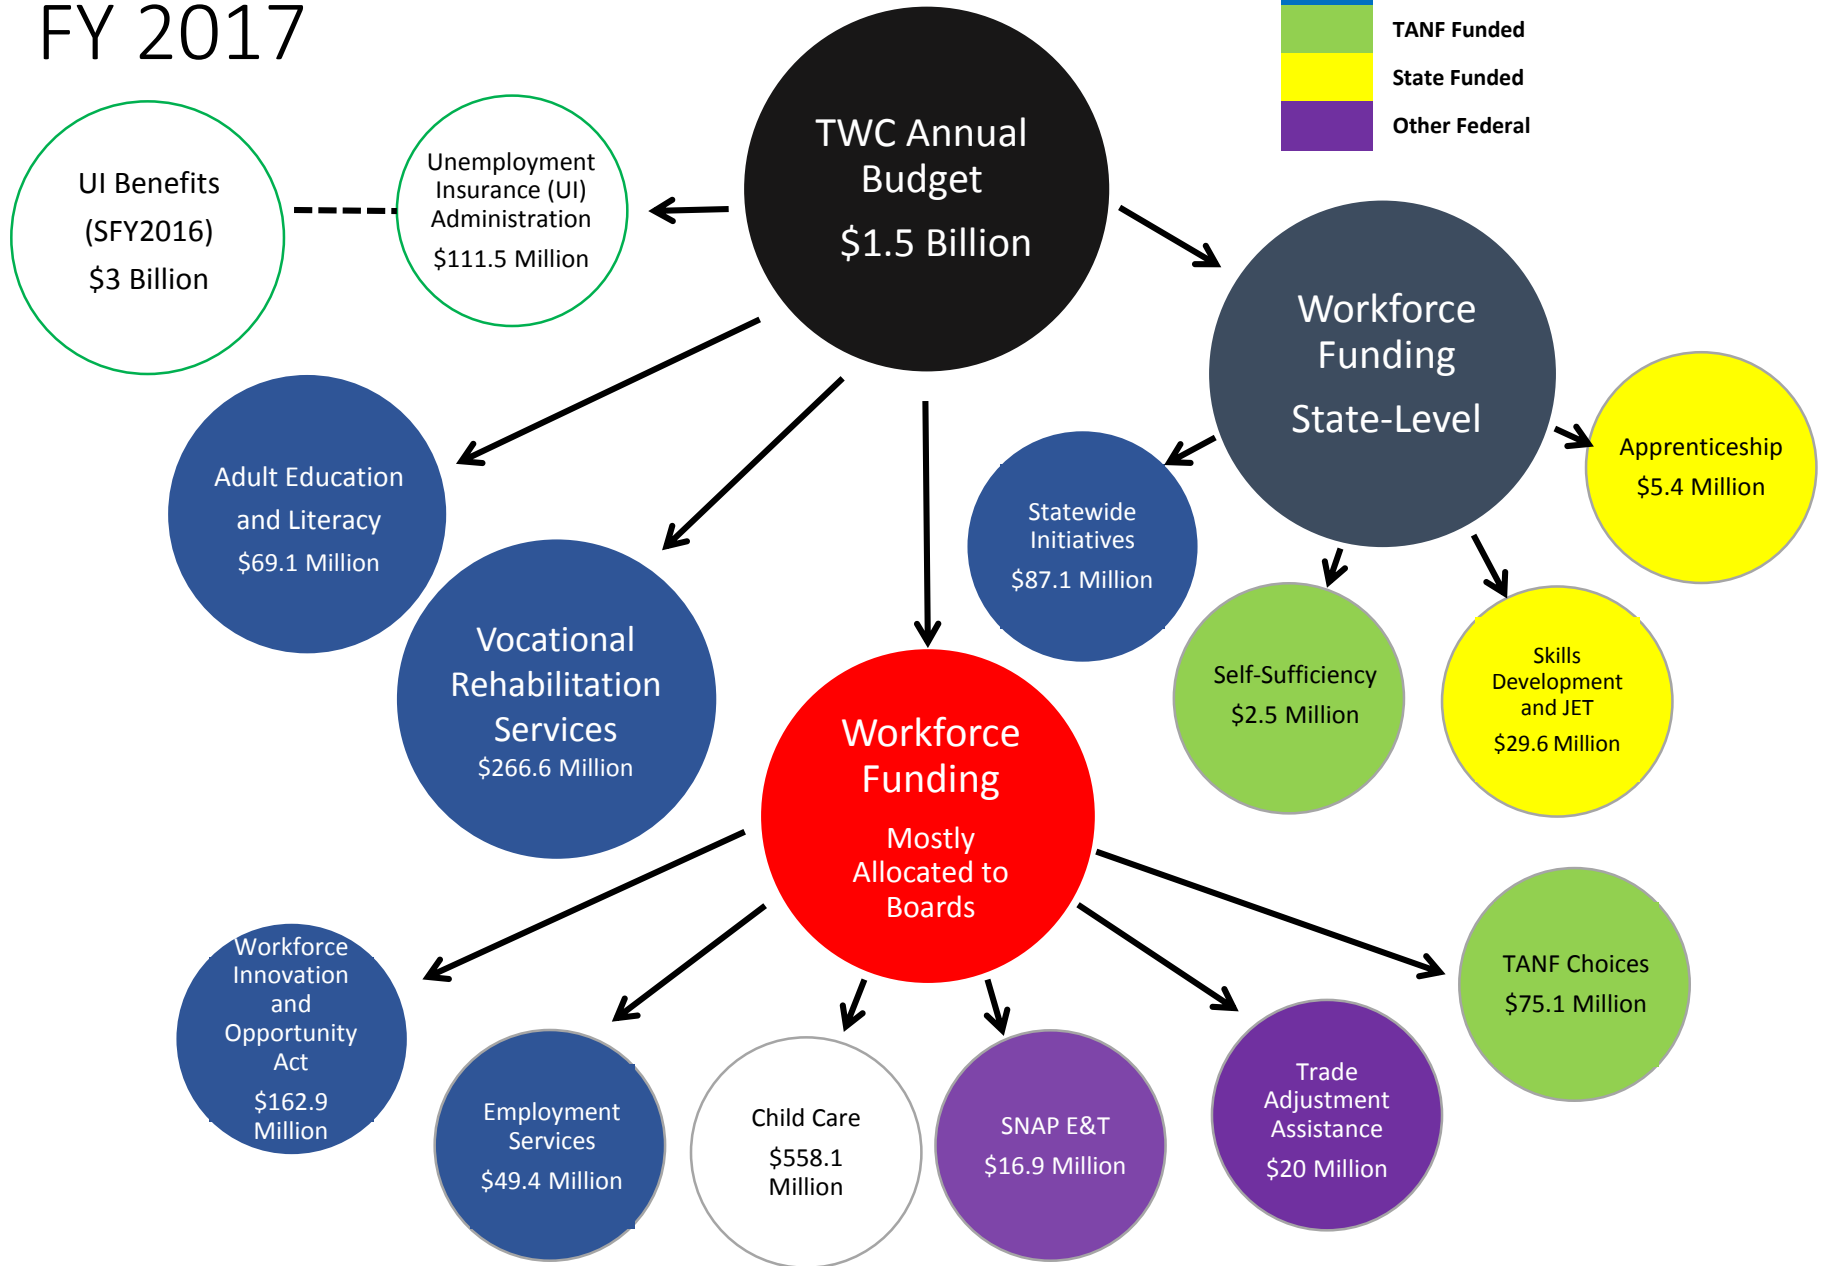 FY 2017
TANF Funded
State Funded
Other Federal
TWC Annual
Budget
$1.5 Billion
UI Benefits
(SFY2016)
$3 Billion
Unemployment
Insurance (UI)
Administration
$111.5 Million
Workforce
Funding
State-Level
Adult Education
and Literacy
$69.1 Million
Vocational
Rehabilitation
Services
$266.6 Million
Statewide
Initiatives
$87.1 Million
Apprenticeship
$5.4 Million
Self-Sufficiency
$2.5 Million
Skills
Development
and JET
$29.6 Million
Workforce
Funding
Mostly
Allocated to
Boards
Workforce
Innovation
and
Opportunity
Act
$162.9
Million
Employment
Services
$49.4 Million
Child Care
$558.1
Million
SNAP E&T
$16.9 Million
Trade
Adjustment
Assistance
$20 Million
TANF Choices
$75.1 Million